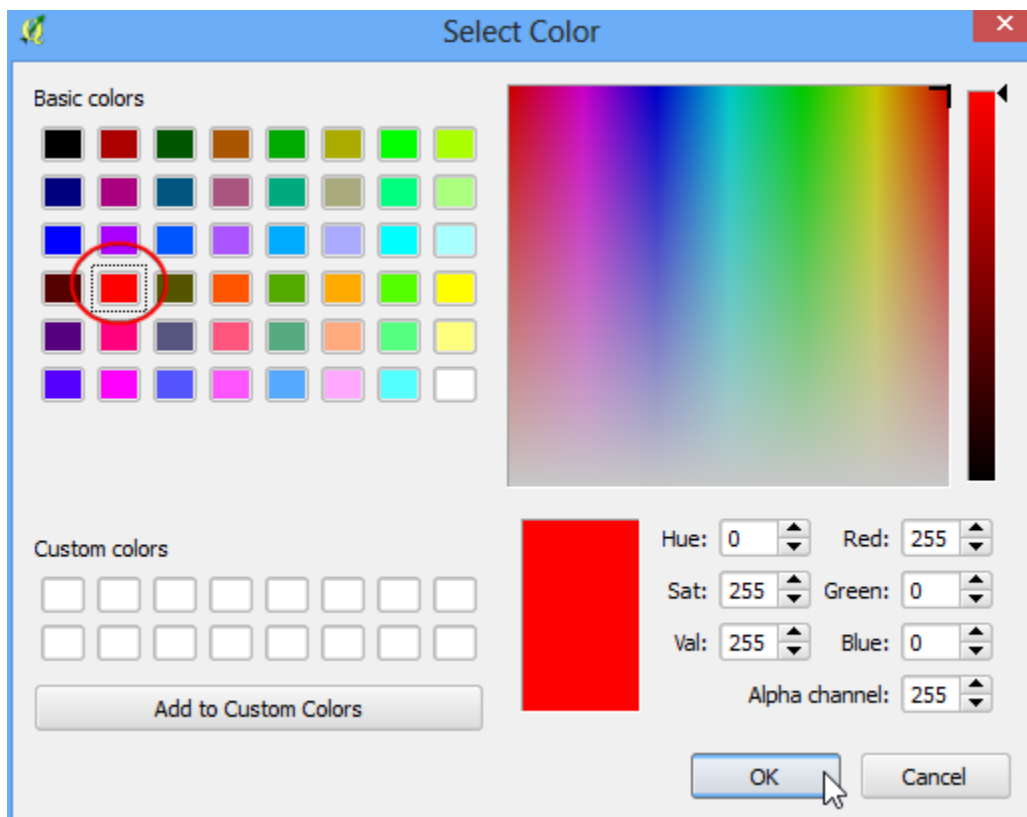 Select Color
Basic colors
Custom colors
Add to Custom Colors
Hue: 0 Red: 255
Sat: 255 Green: 0
Val: 255 Blue: 0
Alpha channel: 255
OK Cancel